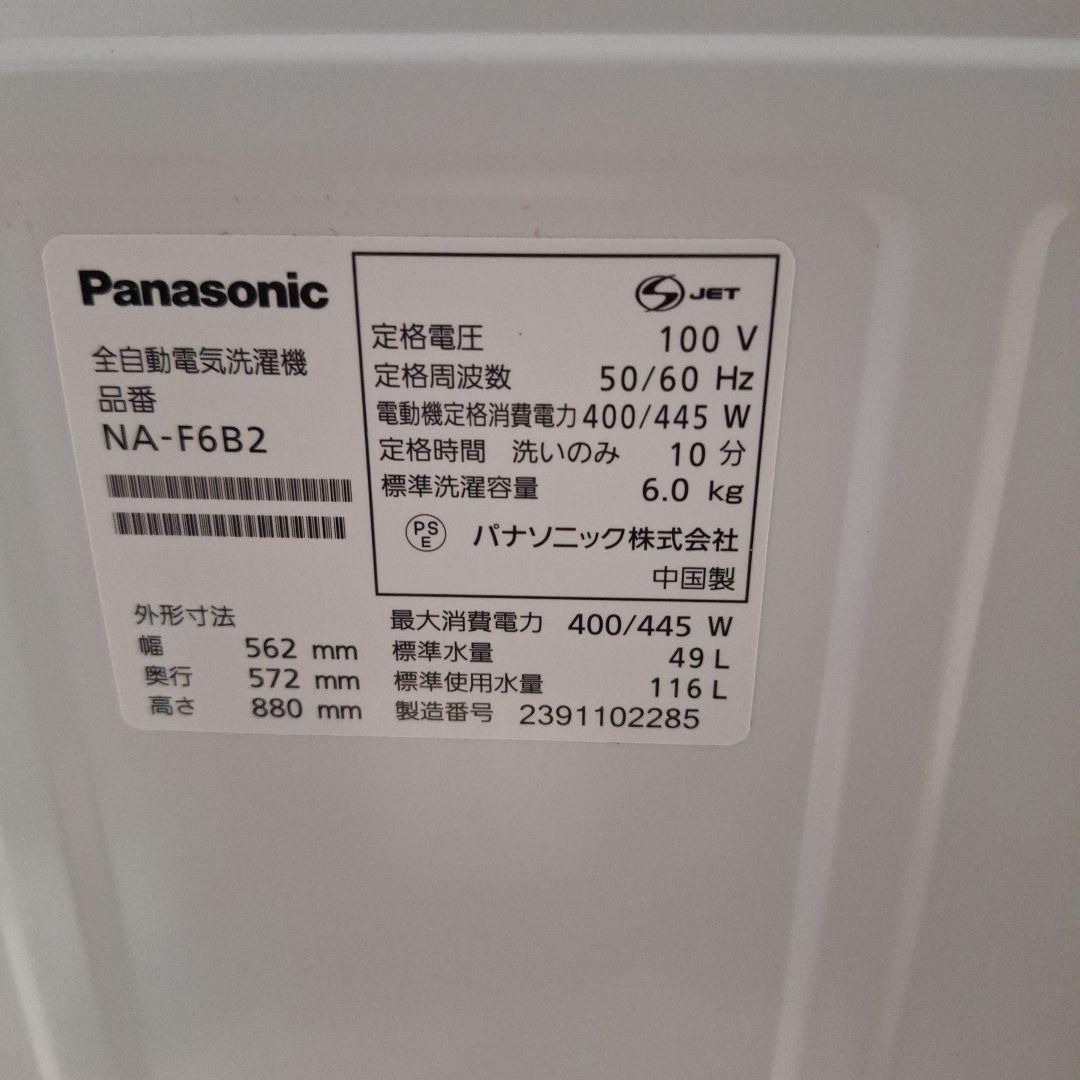 Panasonic
全自動電気洗濯機
品番
NA-F6B2
外形寸法
幅 562 mm
奥行 572 mm
高さ 880 mm
JET
定格電圧 100 V
定格周波数 50/60 Hz
電動機定格消費電力 400/445 W
定格時間 洗いのみ 10 分
標準洗濯容量 6.0 kg
PSE パナソニック株式会社
中国製
最大消費電力 400/445 W
標準水量 49 L
標準使用水量 116 L
製造番号 2391102285